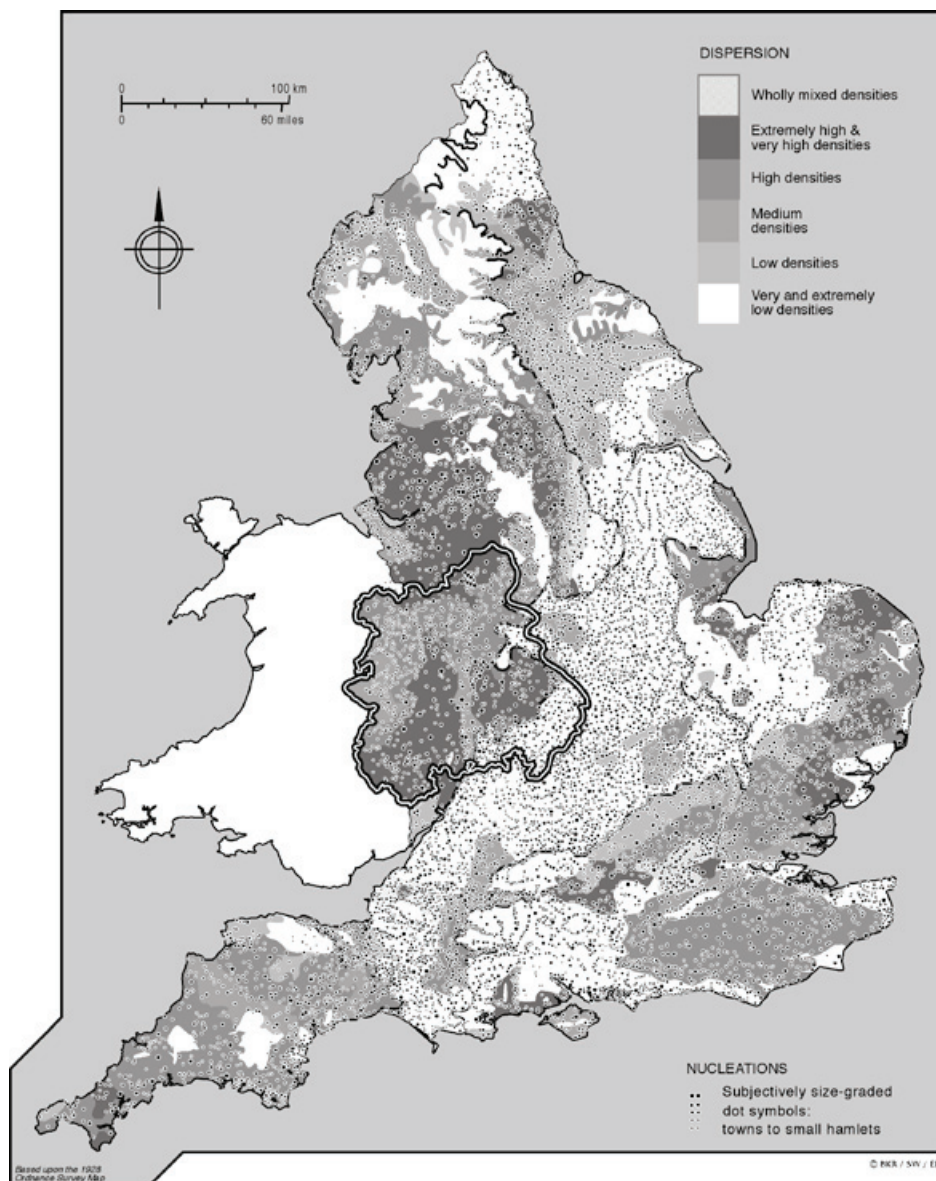 DISPERSION
Wholly mixed densities
Extremely high &
very high densities
High densities
Medium
densities
Low densities
Very and extremely
low densities
0 100 km
0 60 miles
NUCLEATIONS
Subjectively size-graded
dot symbols:
towns to small hamlets
Based upon the 1928
Ordnance Survey Map
© BKR / SW /